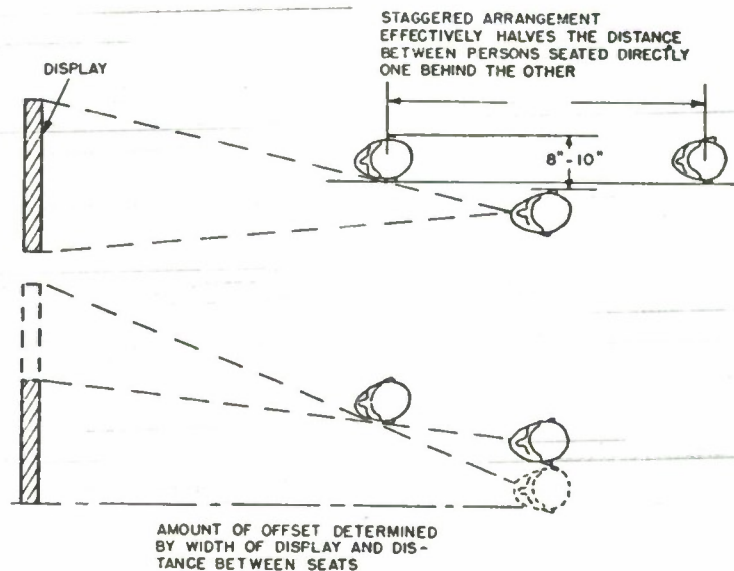 STAGGERED ARRANGEMENT
EFFECTIVELY HALVES THE DISTANCE
BETWEEN PERSONS SEATED DIRECTLY
ONE BEHIND THE OTHER
DISPLAY
8"-10"
AMOUNT OF OFFSET DETERMINED
BY WIDTH OF DISPLAY AND DIS-
TANCE BETWEEN SEATS